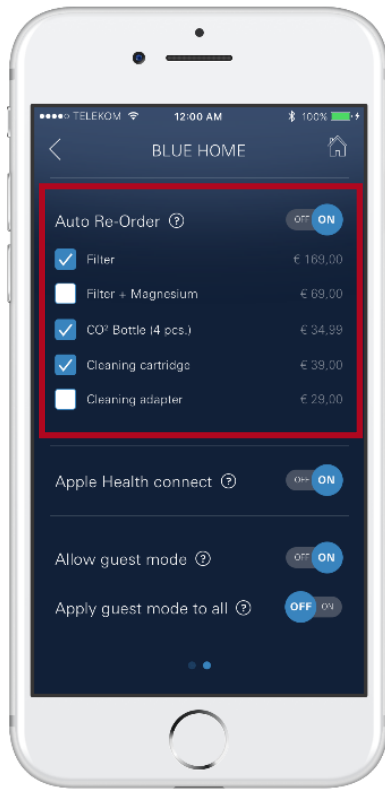 TELEKOM 12:00 AM 100%
BLUE HOME
Auto Re-Order ? OFF ON
Filter € 169,00
Filter + Magnesium € 69,00
CO² Bottle (4 pcs.) € 34,99
Cleaning cartridge € 39,00
Cleaning adapter € 29,00
Apple Health connect ? OFF ON
Allow guest mode ? OFF ON
Apply guest mode to all ? OFF ON